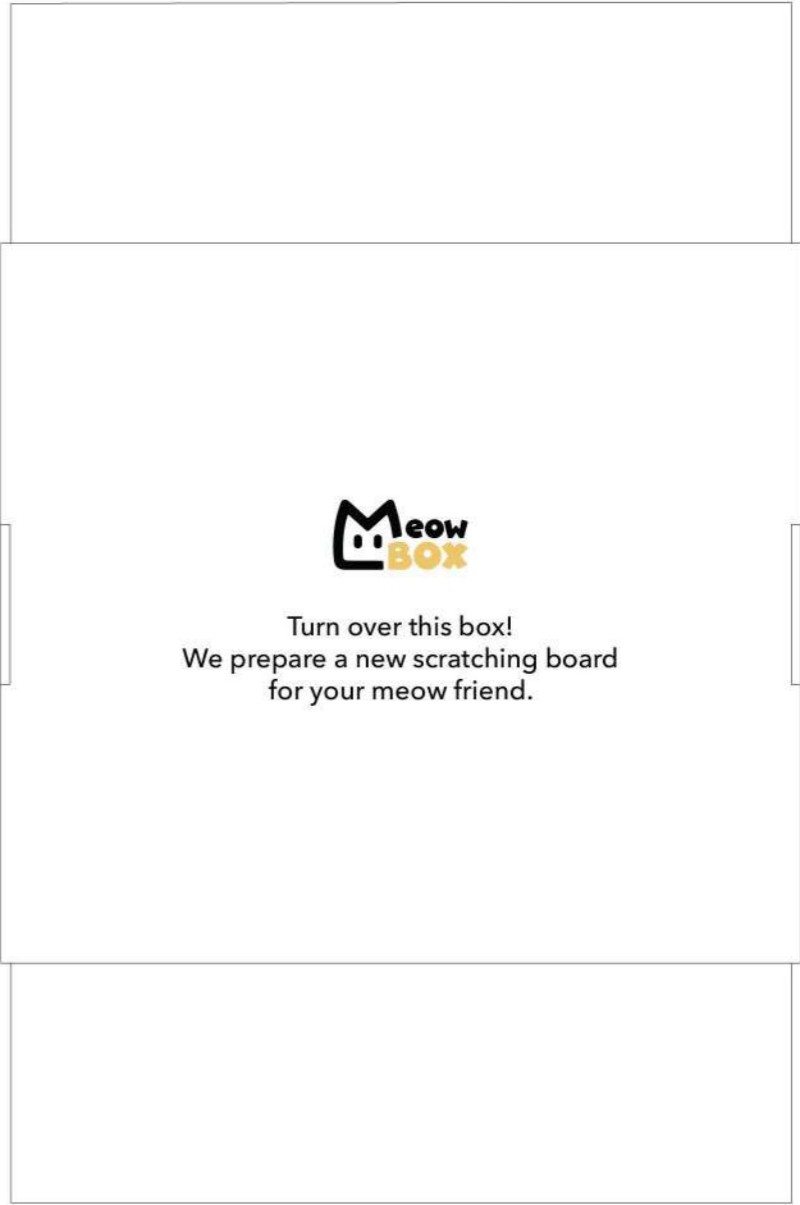 Meow
BOX
Turn over this box!
We prepare a new scratching board
for your meow friend.